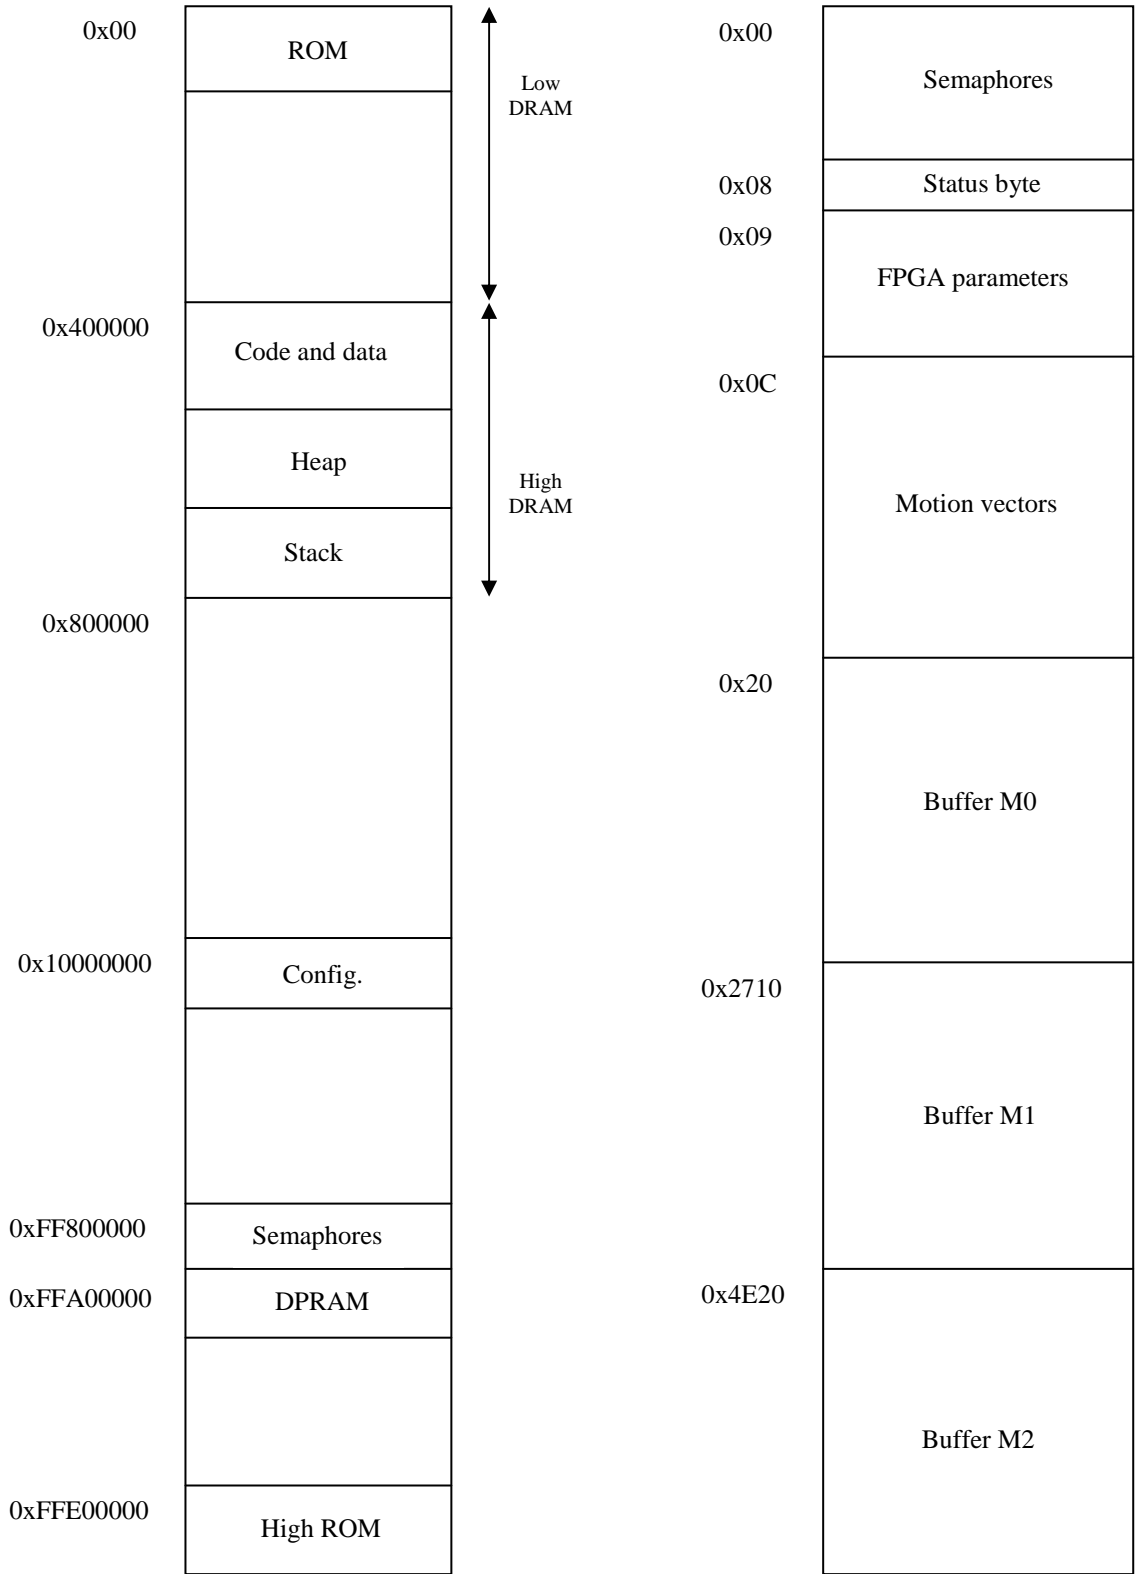 0x00
ROM
Low
DRAM
0x400000
Code and data
Heap
High
DRAM
Stack
0x800000
0x10000000
Config.
0xFF800000
Semaphores
0xFFA00000
DPRAM
0xFFE00000
High ROM
0x00
Semaphores
0x08
Status byte
0x09
FPGA parameters
0x0C
Motion vectors
0x20
Buffer M0
0x2710
Buffer M1
0x4E20
Buffer M2